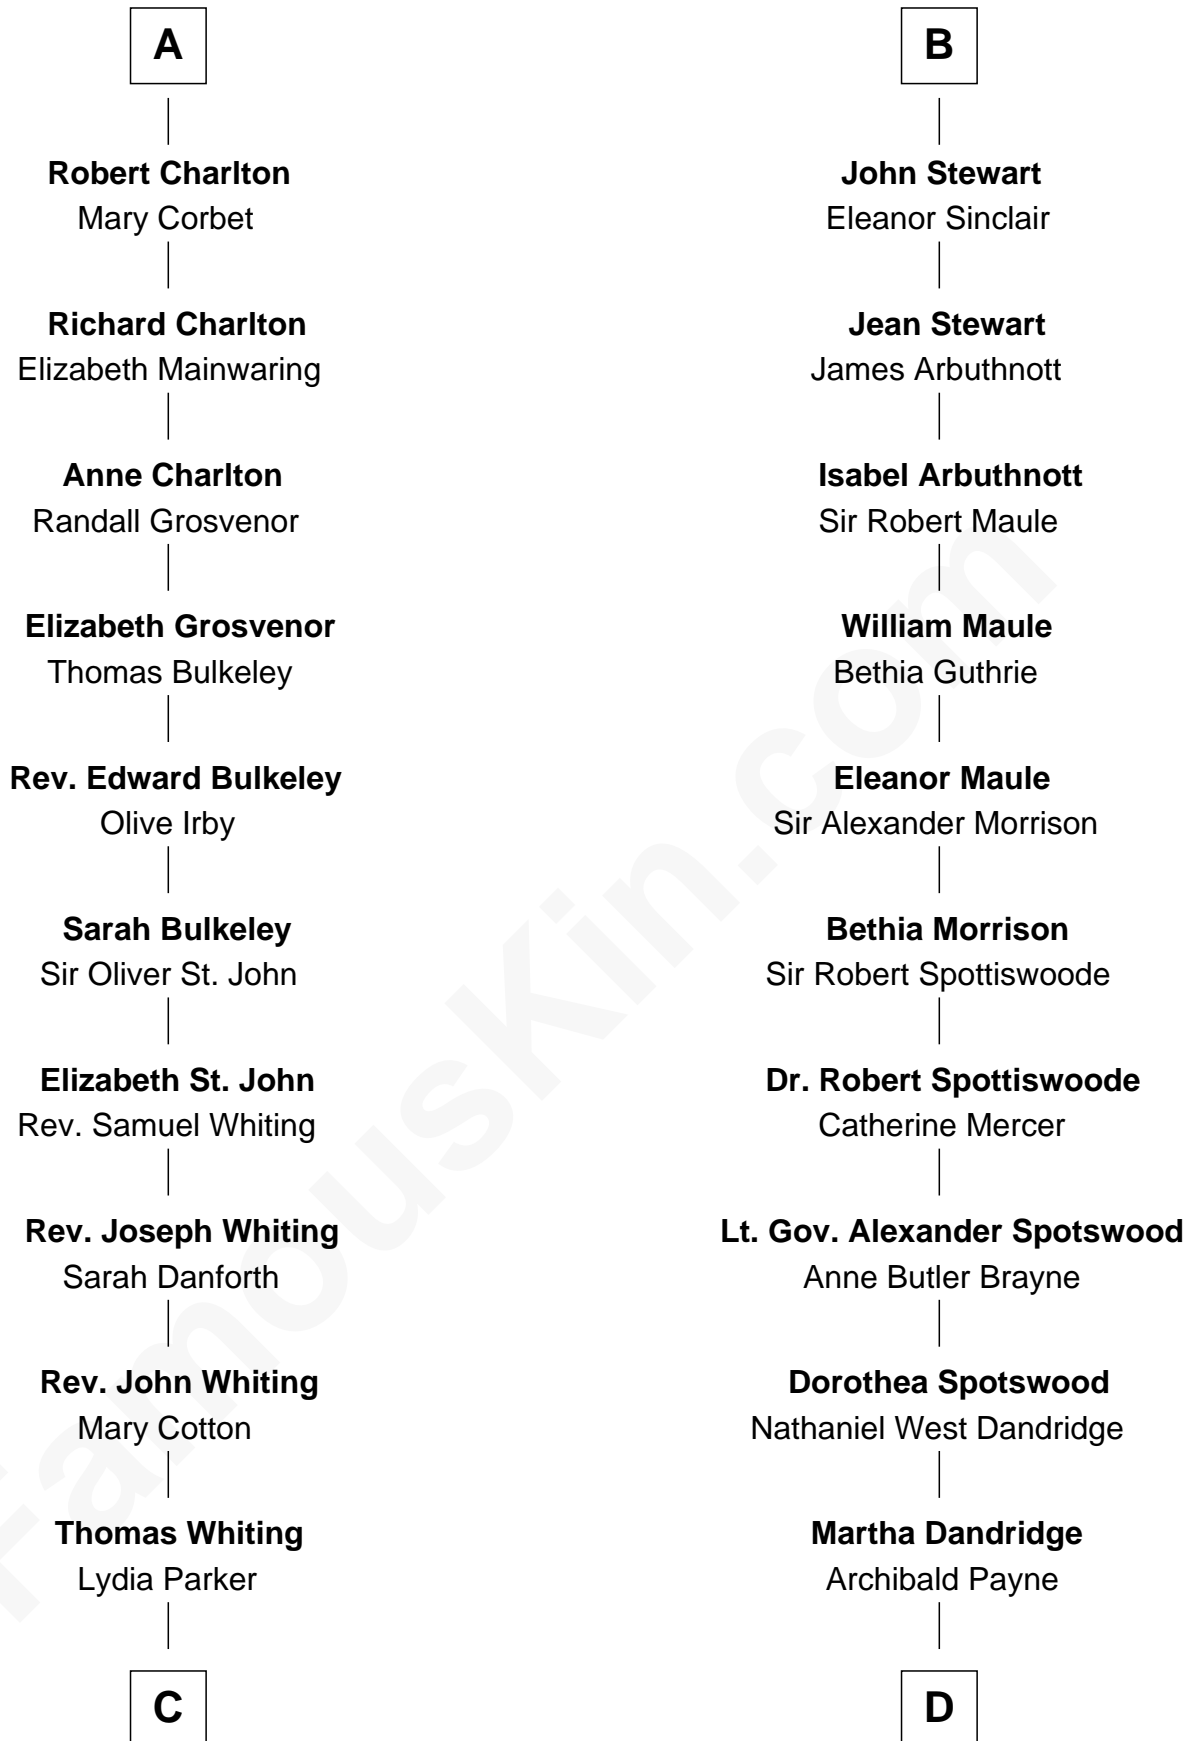 A
Robert Charlton
Mary Corbet
Richard Charlton
Elizabeth Mainwaring
Anne Charlton
Randall Grosvenor
Elizabeth Grosvenor
Thomas Bulkeley
Rev. Edward Bulkeley
Olive Irby
Sarah Bulkeley
Sir Oliver St. John
Elizabeth St. John
Rev. Samuel Whiting
Rev. Joseph Whiting
Sarah Danforth
Rev. John Whiting
Mary Cotton
Thomas Whiting
Lydia Parker
C
B
John Stewart
Eleanor Sinclair
Jean Stewart
James Arbuthnott
Isabel Arbuthnott
Sir Robert Maule
William Maule
Bethia Guthrie
Eleanor Maule
Sir Alexander Morrison
Bethia Morrison
Sir Robert Spottiswoode
Dr. Robert Spottiswoode
Catherine Mercer
Lt. Gov. Alexander Spotswood
Anne Butler Brayne
Dorothea Spotswood
Nathaniel West Dandridge
Martha Dandridge
Archibald Payne
D
FamousKin.com